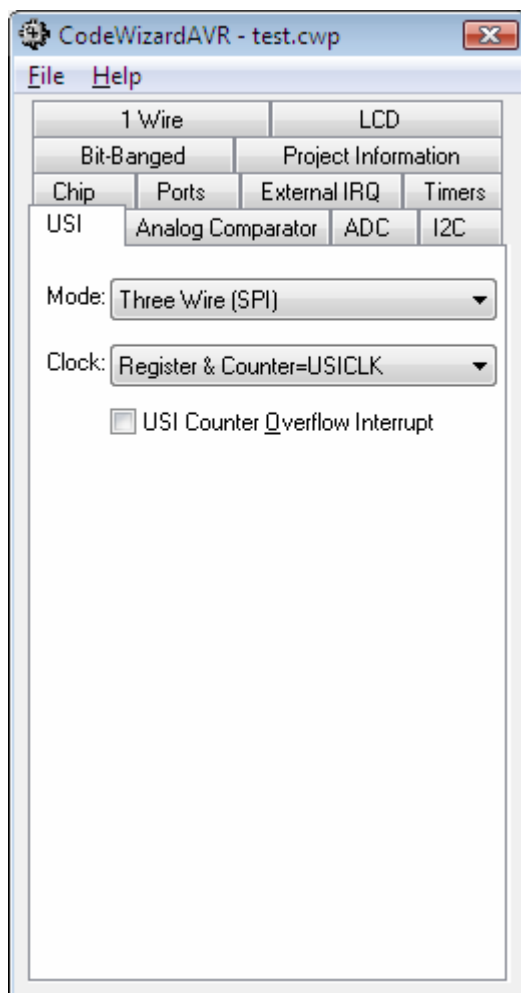 CodeWizardAVR - test.cwp
File Help
1 Wire LCD
Bit-Banged Project Information
Chip Ports External IRQ Timers
USI Analog Comparator ADC I2C
Mode: Three Wire (SPI)
Clock: Register & Counter=USICLK
USI Counter Overflow Interrupt